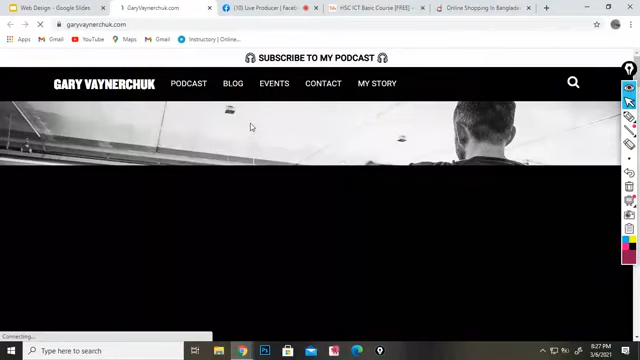 Web Design - Google Slides
GaryVaynerchuk.com
(10) Live Producer | Faceb
HSC ICT Basic Course [FREE] -
Online Shopping in Banglades
garyvaynerchuk.com
Apps
Gmail
YouTube
Maps
Gmail
Instructory | Online...
SUBSCRIBE TO MY PODCAST
GARY VAYNERCHUK
PODCAST
BLOG
EVENTS
CONTACT
MY STORY
Connecting...
Type here to search
8:27 PM
3/6/2021